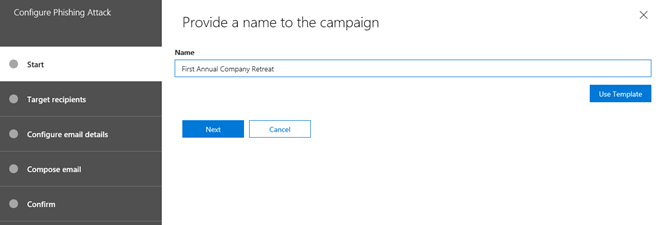 Configure Phishing Attack
Start
Target recipients
Configure email details
Compose email
Confirm
Provide a name to the campaign
Name
First Annual Company Retreat
Use Template
Next
Cancel